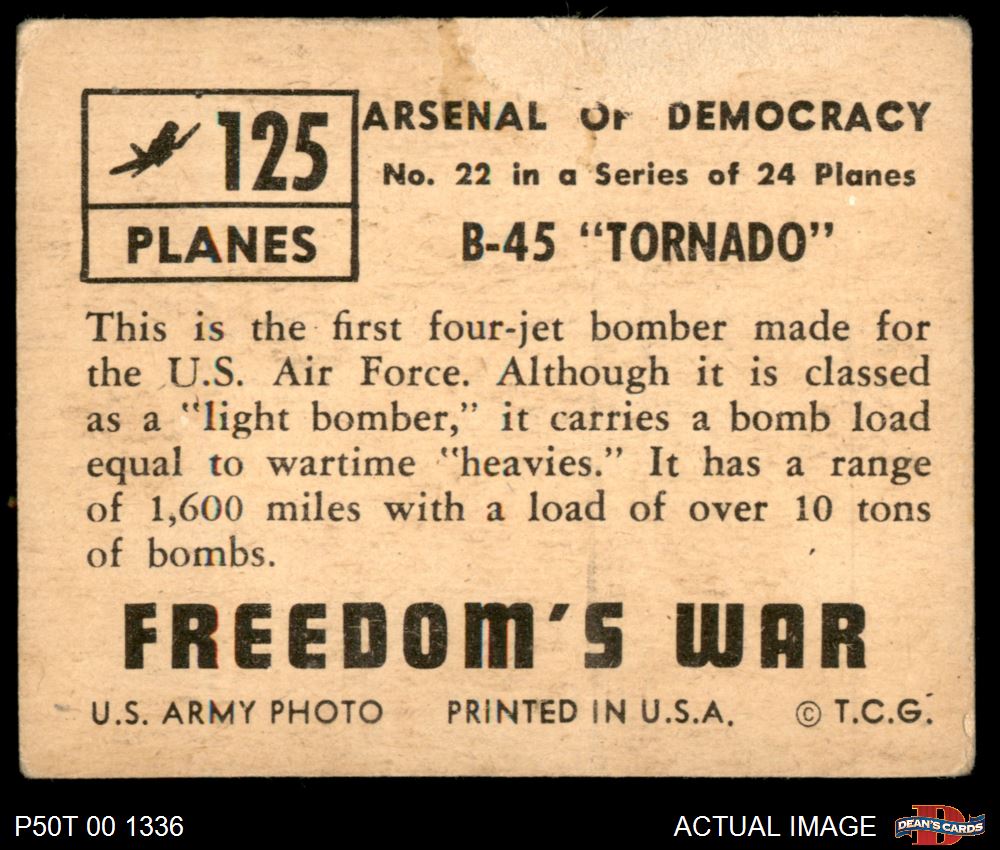 125
PLANES
ARSENAL OF DEMOCRACY
No. 22 in a Series of 24 Planes
B-45 “TORNADO”
This is the first four-jet bomber made for
the U.S. Air Force. Although it is classed
as a “light bomber,” it carries a bomb load
equal to wartime “heavies.” It has a range
of 1,600 miles with a load of over 10 tons
of bombs.
FREEDOM’S WAR
U.S. ARMY PHOTO PRINTED IN U.S.A. © T.C.G.
P50T 00 1336
ACTUAL IMAGE
D
DEAN'S CARDS